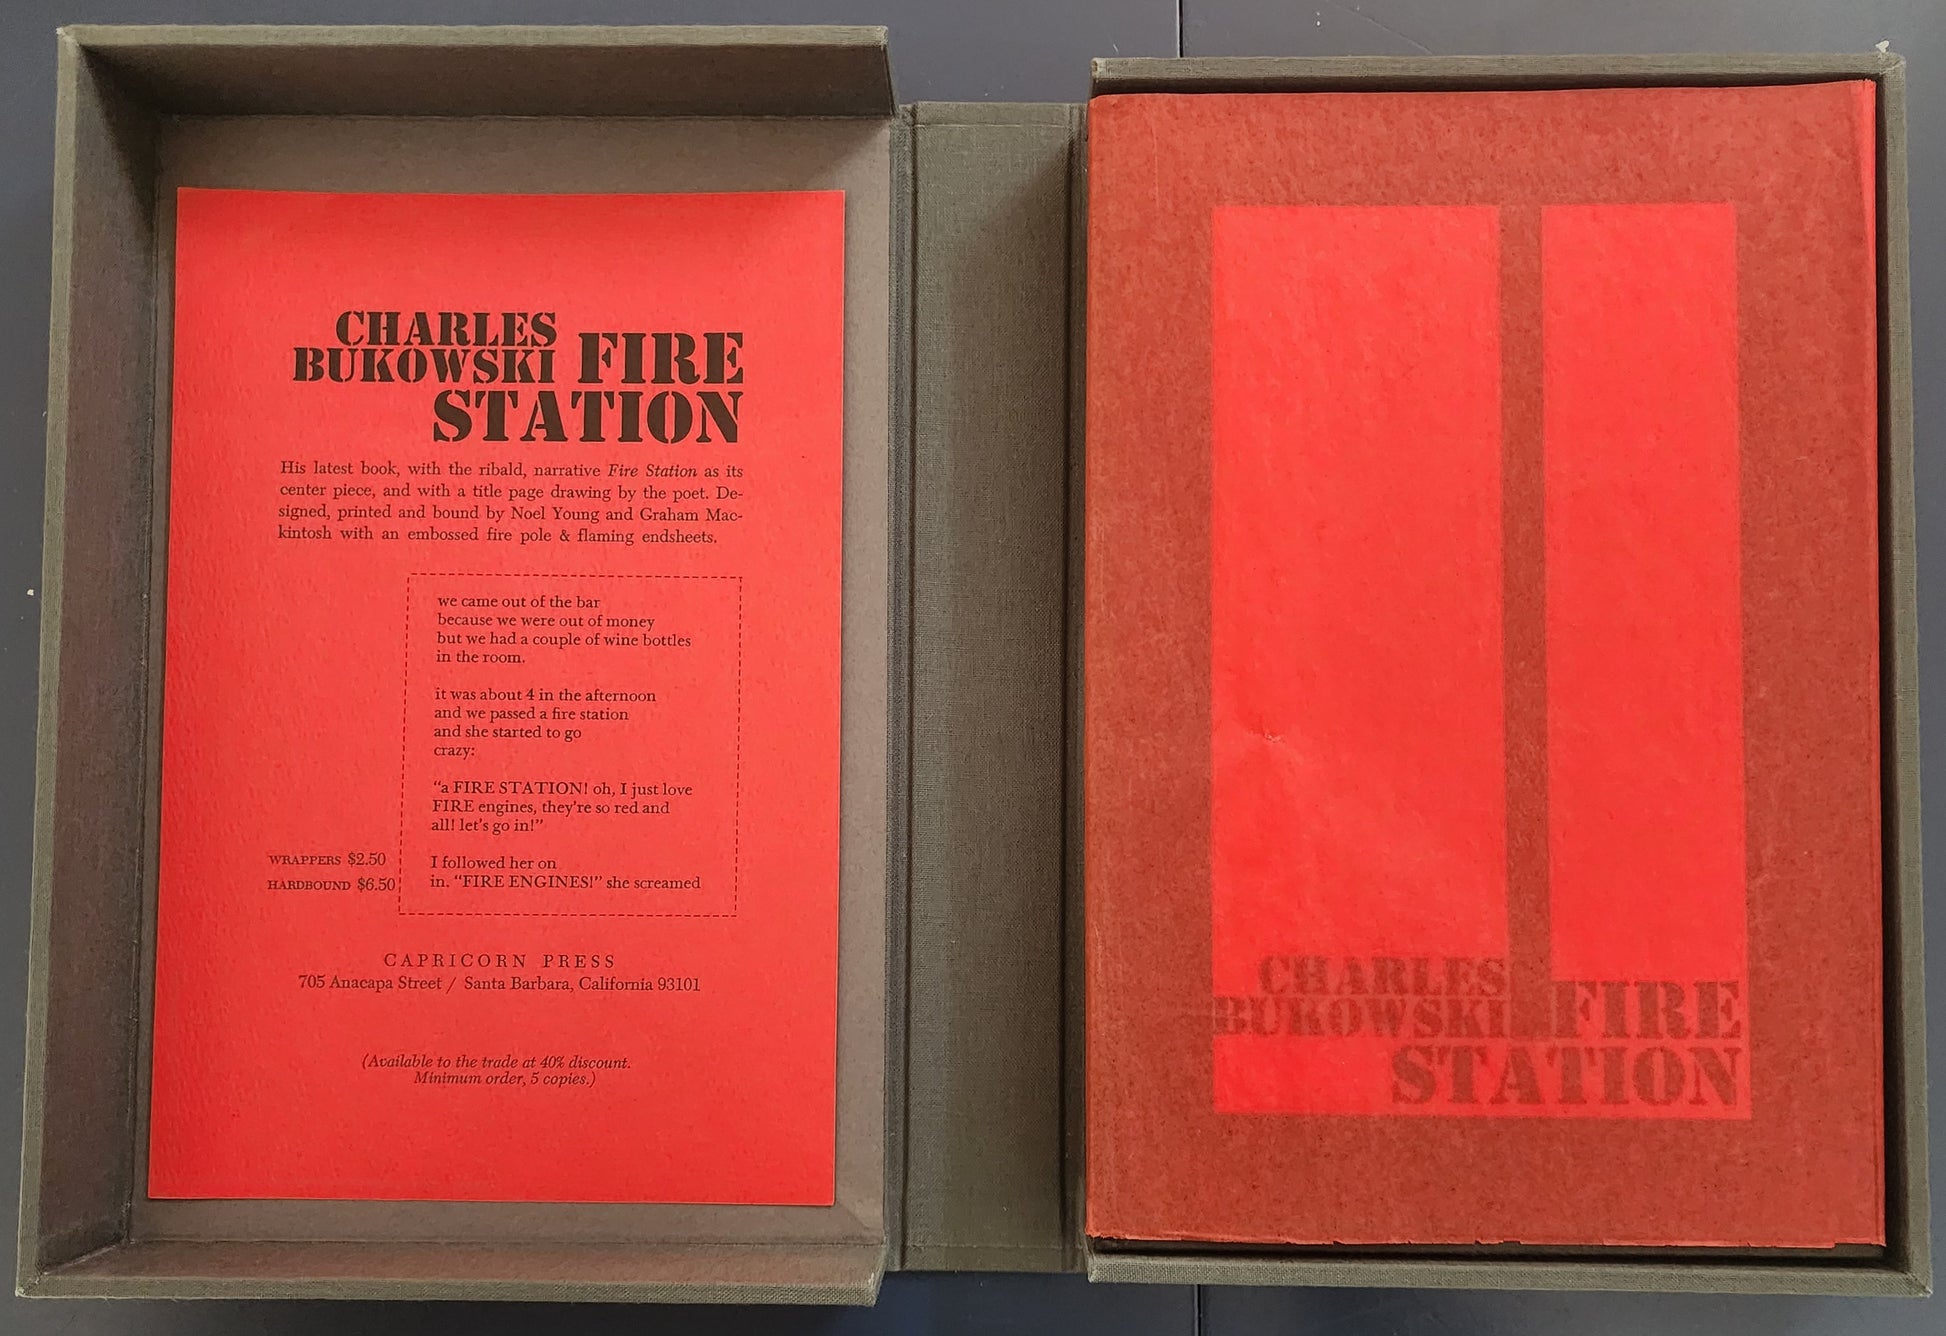 CHARLES
BUKOWSKI FIRE
STATION
His latest book, with the ribald, narrative Fire Station as its
center piece, and with a title page drawing by the poet. De-
signed, printed and bound by Noel Young and Graham Mac-
kintosh with an embossed fire pole & flaming endsheets.
we came out of the bar
because we were out of money
but we had a couple of wine bottles
in the room.
it was about 4 in the afternoon
and we passed a fire station
and she started to go
crazy:
“a FIRE STATION! oh, I just love
FIRE engines, they’re so red and
all! let’s go in!”
I followed her on
in. “FIRE ENGINES!” she screamed
WRAPPERS $2.50
HARDBOUND $6.50
CAPRICORN PRESS
705 Anacapa Street / Santa Barbara, California 93101
(Available to the trade at 40% discount.
Minimum order, 5 copies.)
CHARLES
BUKOWSKI FIRE
STATION